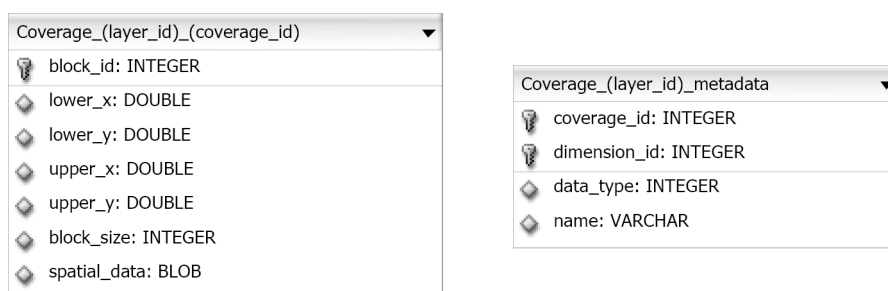 Coverage_(layer_id)_(coverage_id)
block_id: INTEGER
lower_x: DOUBLE
lower_y: DOUBLE
upper_x: DOUBLE
upper_y: DOUBLE
block_size: INTEGER
spatial_data: BLOB
Coverage_(layer_id)_metadata
coverage_id: INTEGER
dimension_id: INTEGER
data_type: INTEGER
name: VARCHAR